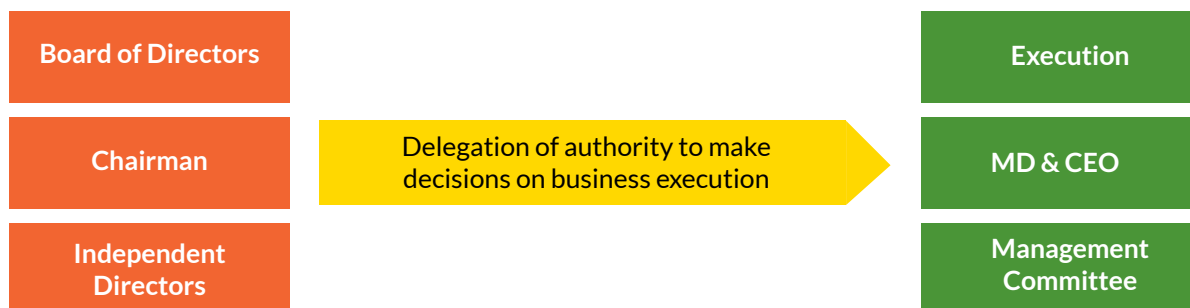 Board of Directors
Execution
Chairman
Delegation of authority to make
decisions on business execution
MD & CEO
Independent
Directors
Management
Committee